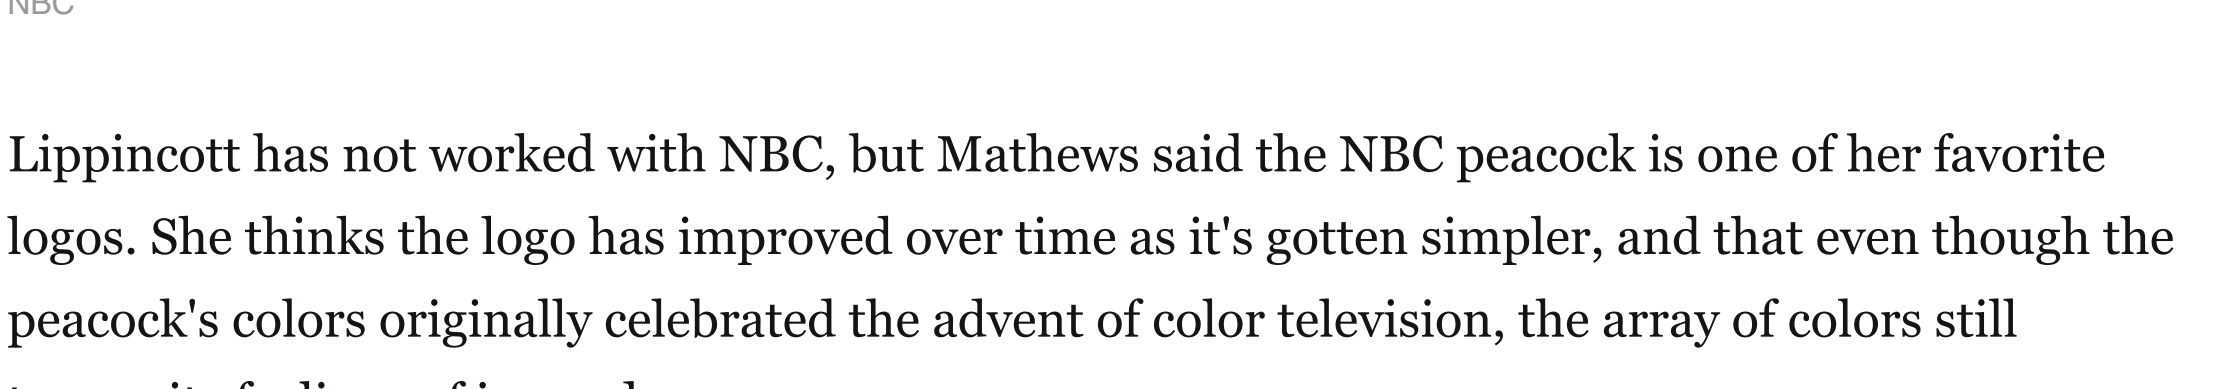 NBC
Lippincott has not worked with NBC, but Mathews said the NBC peacock is one of her favorite
logos. She thinks the logo has improved over time as it's gotten simpler, and that even though the
peacock's colors originally celebrated the advent of color television, the array of colors still